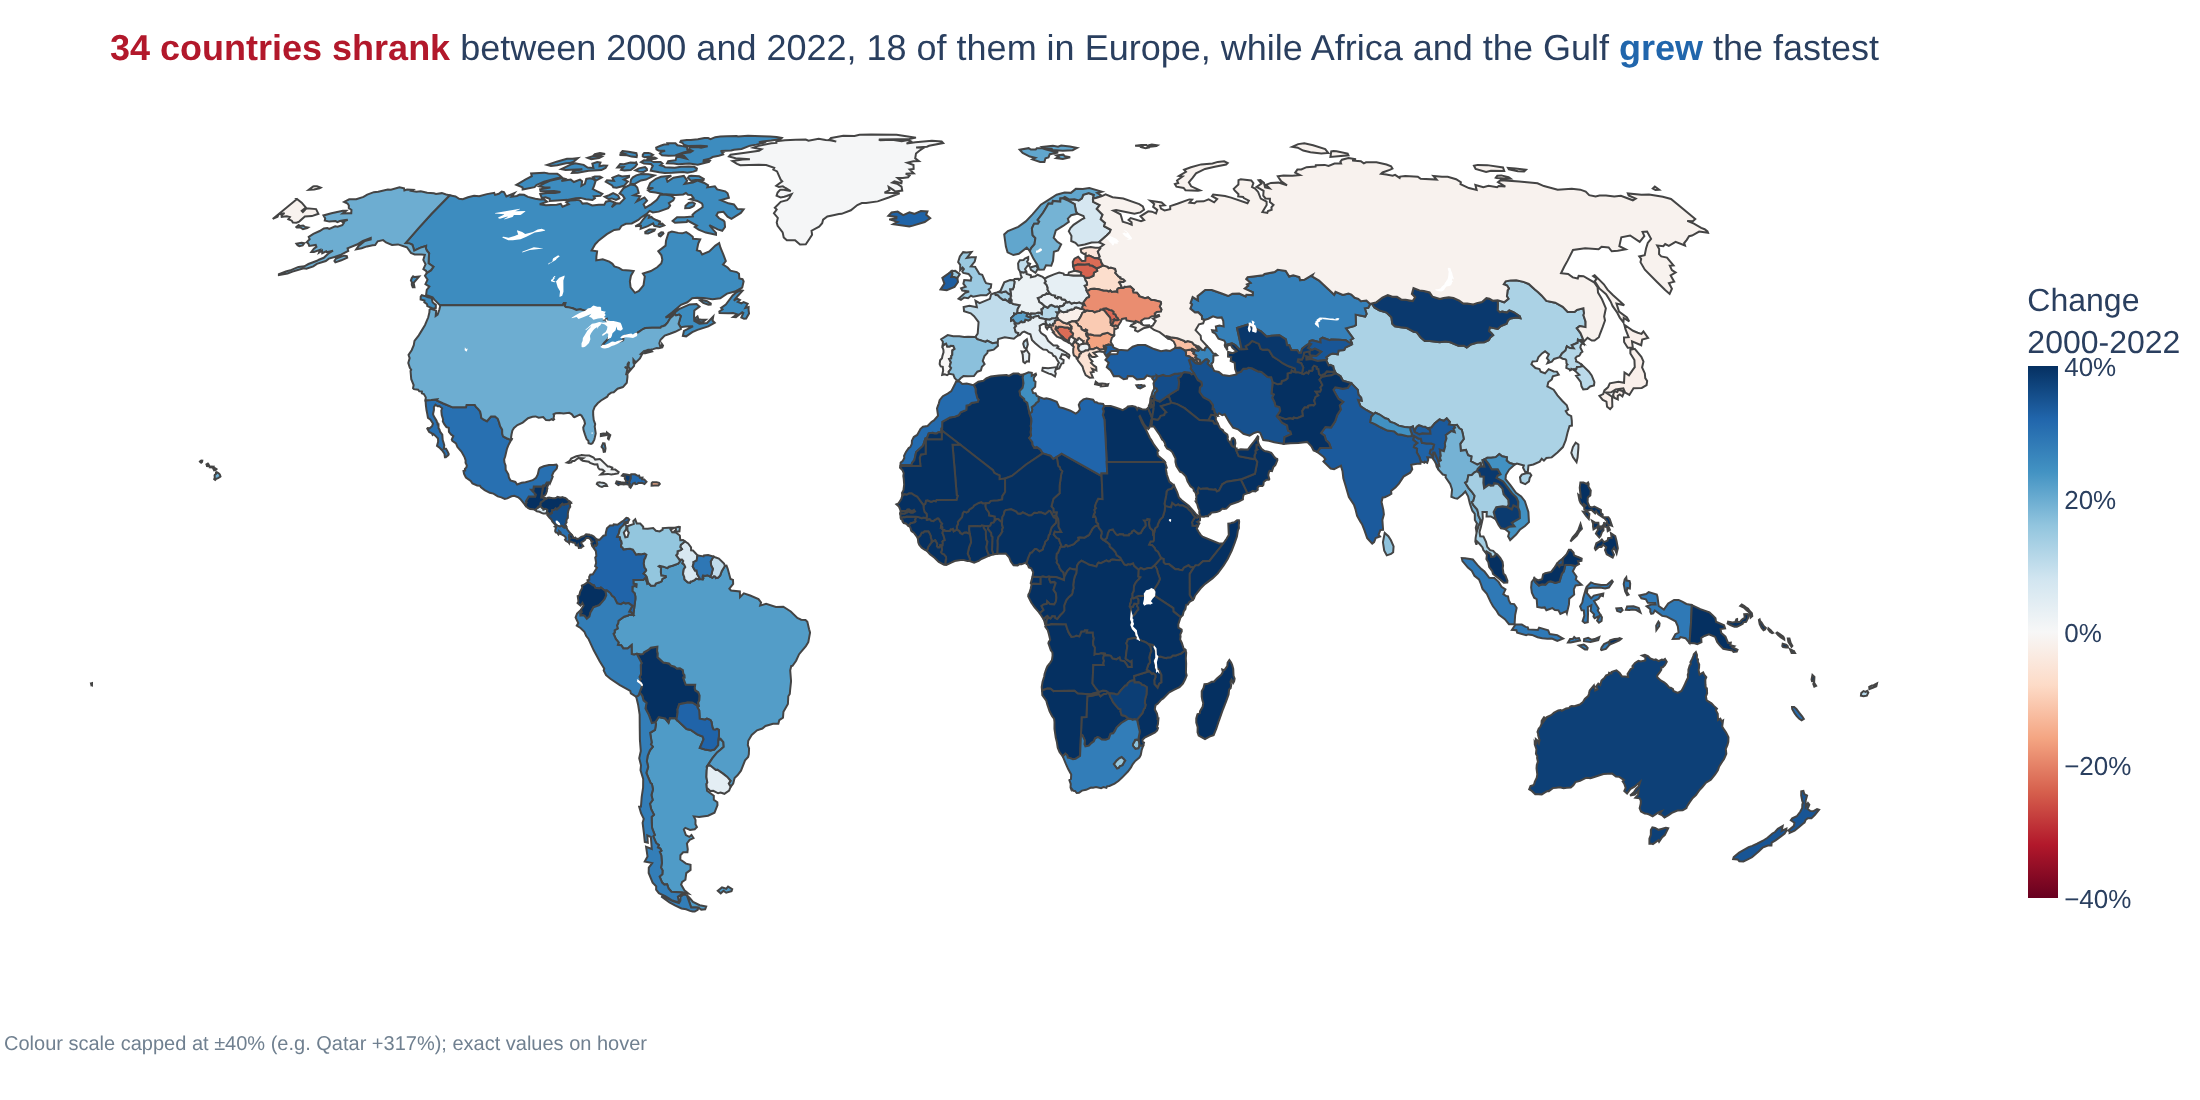 34 countries shrank between 2000 and 2022, 18 of them in Europe, while Africa and the Gulf grew the fastest
Change
2000-2022
40%
20%
0%
−20%
−40%
Colour scale capped at ±40% (e.g. Qatar +317%); exact values on hover